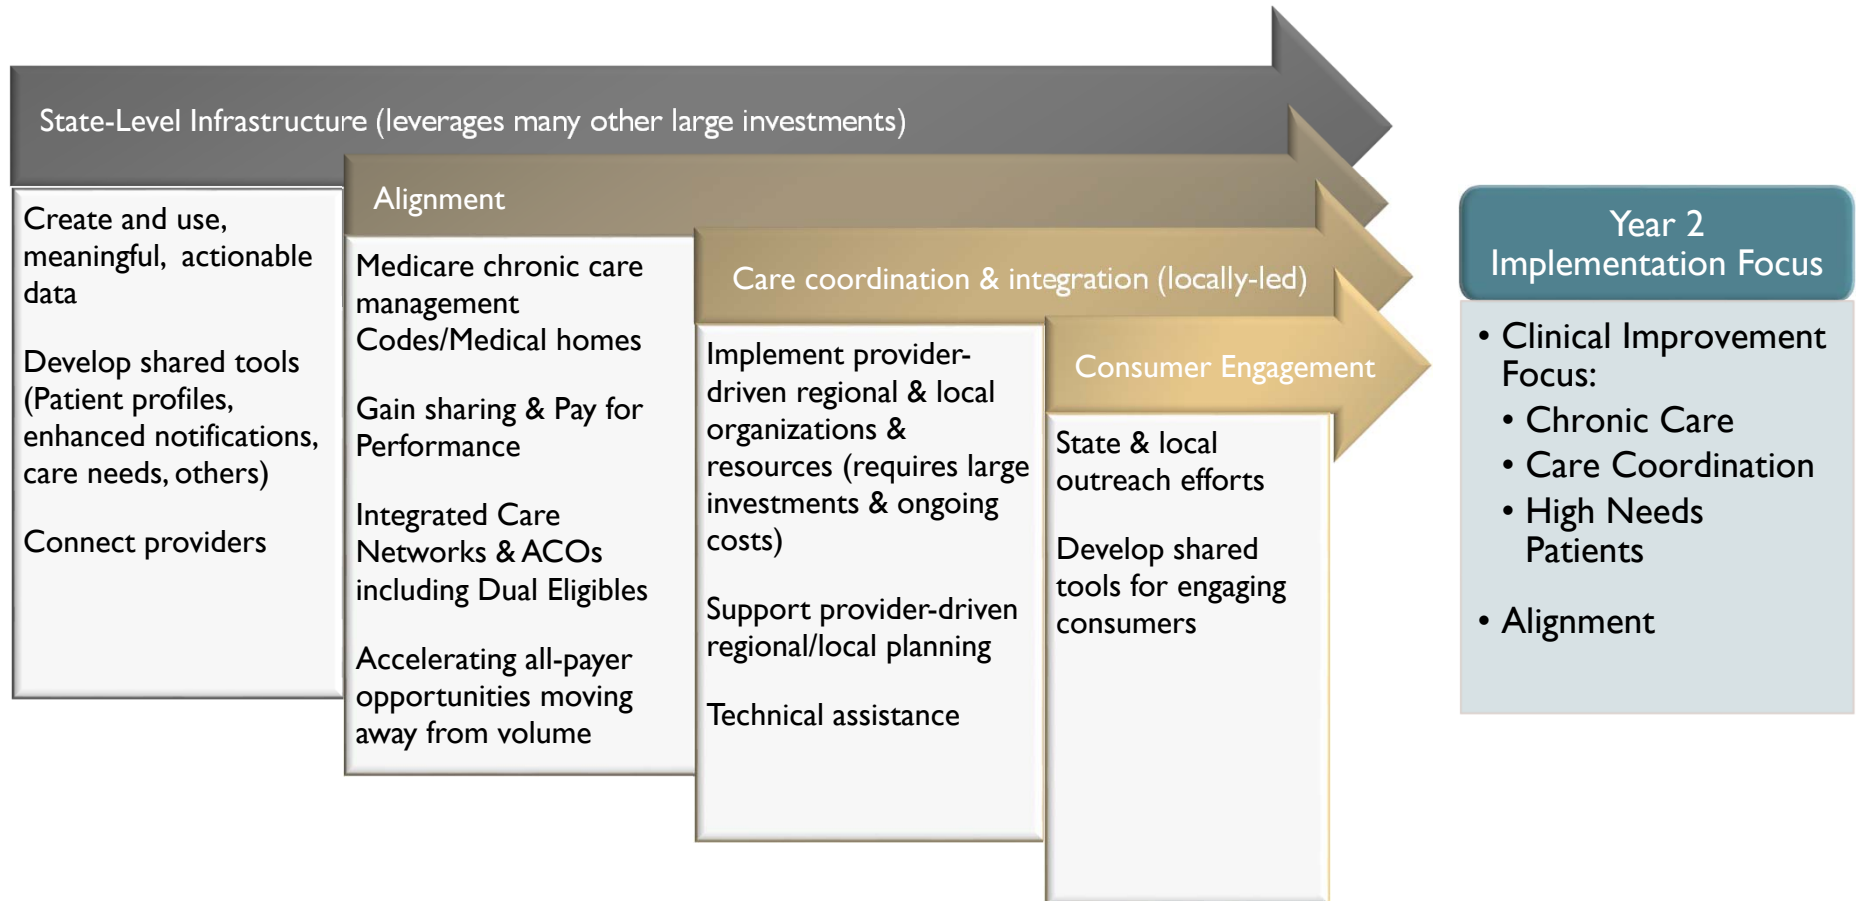 State-Level Infrastructure (leverages many other large investments)
Create and use,
meaningful, actionable
data
Develop shared tools
(Patient profiles,
enhanced notifications,
care needs, others)
Connect providers
Alignment
Medicare chronic care
management
Codes/Medical homes
Gain sharing & Pay for
Performance
Integrated Care
Networks & ACOs
including Dual Eligibles
Accelerating all-payer
opportunities moving
away from volume
Care coordination & integration (locally-led)
Implement provider-
driven regional & local
organizations &
resources (requires large
investments & ongoing
costs)
Support provider-driven
regional/local planning
Technical assistance
Consumer Engagement
State & local
outreach efforts
Develop shared
tools for engaging
consumers
Year 2
Implementation Focus
• Clinical Improvement
Focus:
• Chronic Care
• Care Coordination
• High Needs
Patients
• Alignment